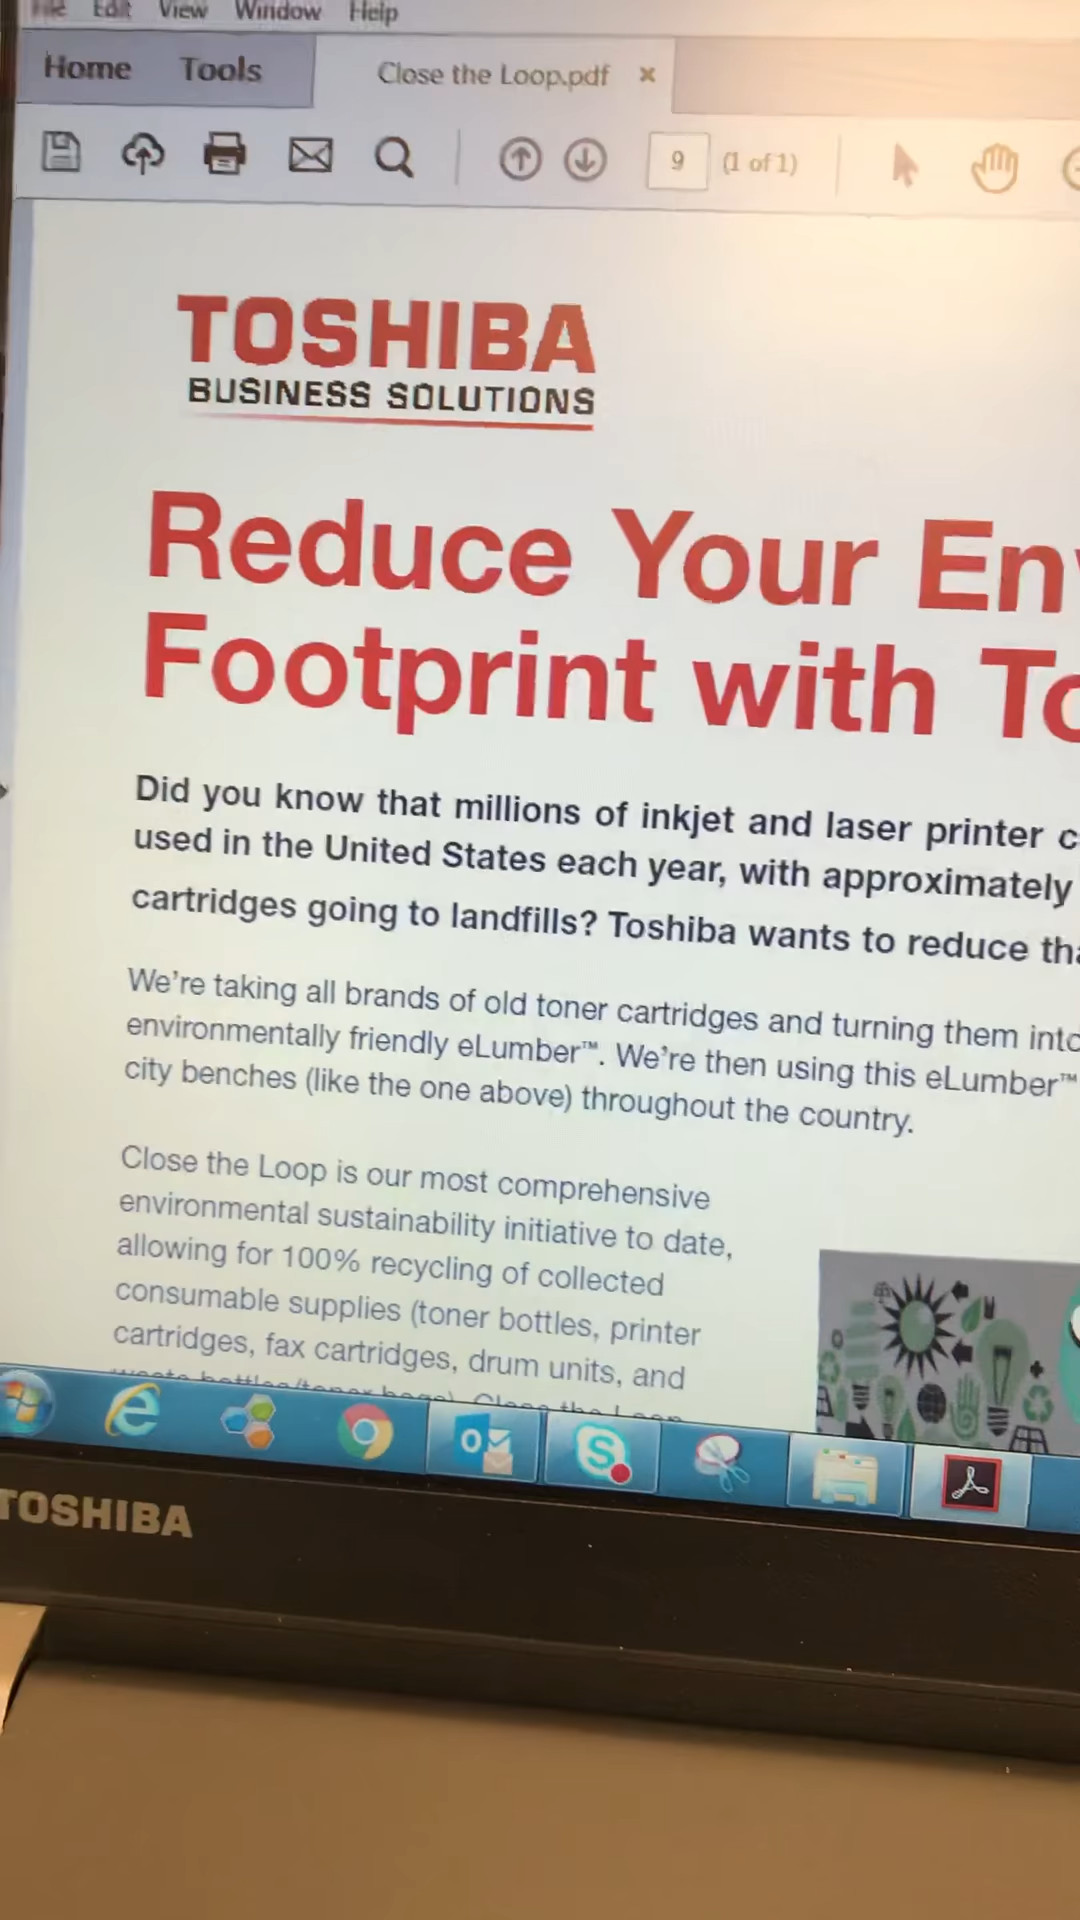 File Edit View Window Help
Home Tools Close the Loop.pdf ×
9 (1 of 1)
TOSHIBA
BUSINESS SOLUTIONS
Reduce Your
Footprint with
Did you know that millions of inkjet and laser printer
used in the United States each year, with approximately
cartridges going to landfills? Toshiba wants to reduce
We're taking all brands of old toner cartridges and turning them into
environmentally friendly eLumber™. We're then using this eLumber™
city benches (like the one above) throughout the country.
Close the Loop is our most comprehensive
environmental sustainability initiative to date,
allowing for 100% recycling of collected
consumable supplies (toner bottles, printer
cartridges, fax cartridges, drum units, and
TOSHIBA